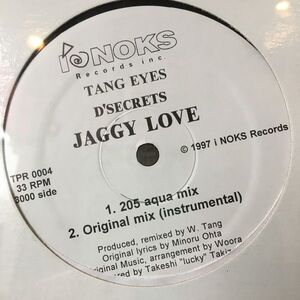 i NOKS
Records inc.
TANG EYES
D'SECRETS
JAGGY LOVE
TPR 0004
33 RPM
3000 side
© 1997 i NOKS Records
1. 205 aqua mix
2. Original mix (instrumental)
Produced, remixed by W. Tang
Original lyrics by Minoru Ohta
Music, arrangement by Woora
by Takeshi "lucky"